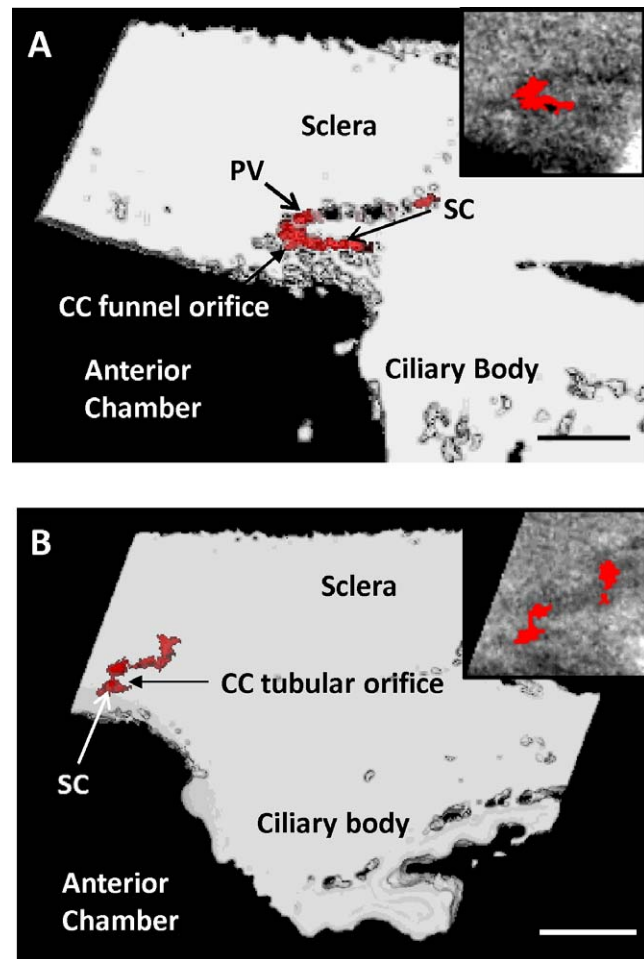 A
Sclera
PV
SC
CC funnel orifice
Anterior
Chamber
Ciliary Body
B
Sclera
CC tubular orifice
SC
Ciliary body
Anterior
Chamber